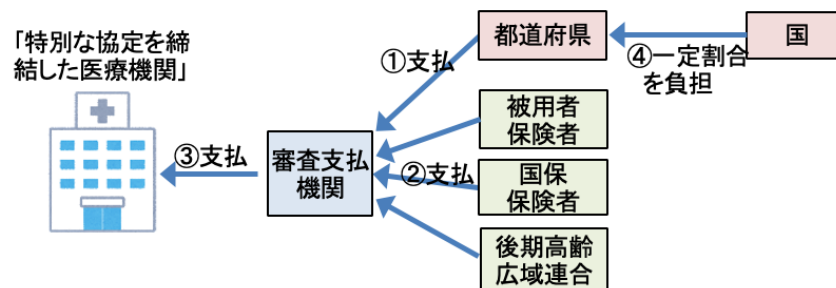 「特別な協定を締
結した医療機関」
都道府県
国
①支払
④一定割合
を負担
被用者
保険者
③支払
審査支払
機関
②支払
国保
保険者
後期高齢
広域連合